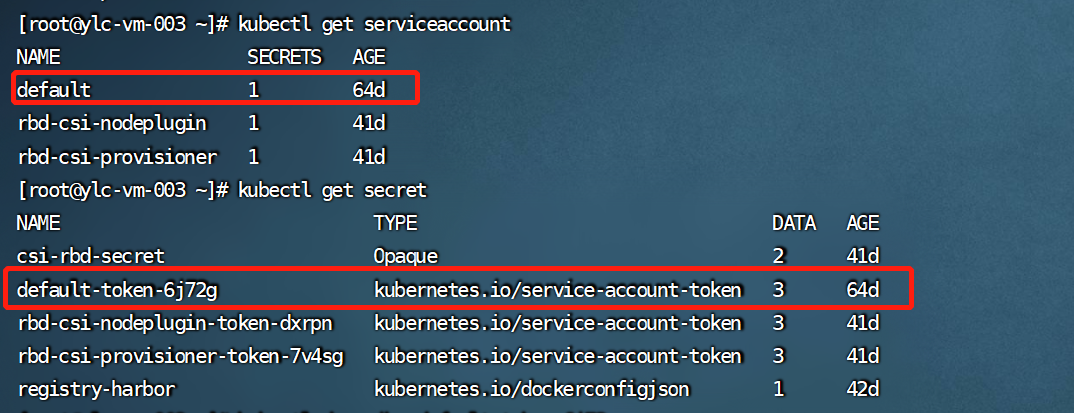 [root@ylc-vm-003 ~]# kubectl get serviceaccount
NAME SECRETS AGE
default 1 64d
rbd-csi-nodeplugin 1 41d
rbd-csi-provisioner 1 41d
[root@ylc-vm-003 ~]# kubectl get secret
NAME TYPE DATA AGE
csi-rbd-secret Opaque 2 41d
default-token-6j72g kubernetes.io/service-account-token 3 64d
rbd-csi-nodeplugin-token-dxrpn kubernetes.io/service-account-token 3 41d
rbd-csi-provisioner-token-7v4sg kubernetes.io/service-account-token 3 41d
registry-harbor kubernetes.io/dockerconfigjson 1 42d